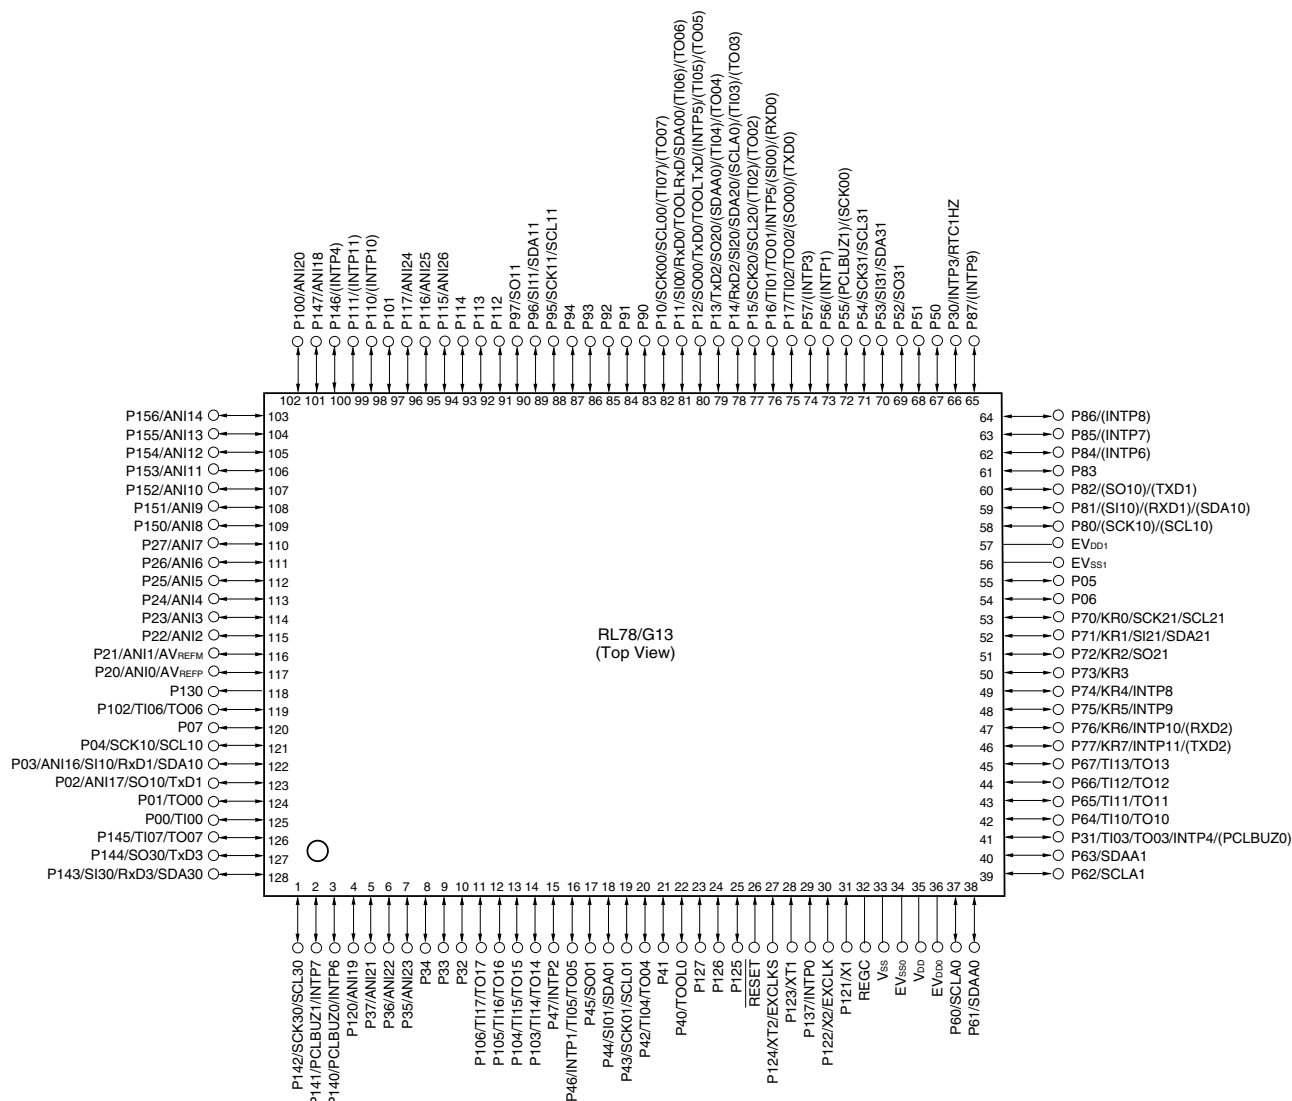 P100/ANI20
P147/ANI18
P146/(INTP4)
P111/(INTP11)
P110/(INTP10)
P101
P117/ANI24
P116/ANI25
P115/ANI26
P114
P113
P112
P97/SO11
P96/SI11/SDA11
P95/SCK11/SCL11
P94
P93
P92
P91
P90
P10/SCK00/SCL00/(TI07)/(TO07)
P11/SI00/RxD0/TOOLRxD/SDA00/(TI06)/(TO06)
P12/SO00/TxD0/TOOLTxD/(INTP5)/(TI05)/(TO05)
P13/TxD2/SO20/(SDAA0)/(TI04)/(TO04)
P14/RxD2/SI20/SDA20/(SCLA0)/(TI03)/(TO03)
P15/SCK20/SCL20/(TI02)/(TO02)
P16/TI01/TO01/INTP5/(SI00)/(RXD0)
P17/TI02/TO02/(SO00)/(TXD0)
P57/(INTP3)
P56/(INTP1)
P55/(PCLBUZ1)/(SCK00)
P54/SCK31/SCL31
P53/SI31/SDA31
P52/SO31
P51
P50
P30/INTP3/RTC1HZ
P87/(INTP9)
102 101 100 99 98 97 96 95 94 93 92 91 90 89 88 87 86 85 84 83 82 81 80 79 78 77 76 75 74 73 72 71 70 69 68 67 66 65
P156/ANI14 103
P155/ANI13 104
P154/ANI12 105
P153/ANI11 106
P152/ANI10 107
P151/ANI9 108
P150/ANI8 109
P27/ANI7 110
P26/ANI6 111
P25/ANI5 112
P24/ANI4 113
P23/ANI3 114
P22/ANI2 115
P21/ANI1/AVREFM 116
P20/ANI0/AVREFP 117
P130 118
P102/TI06/TO06 119
P07 120
P04/SCK10/SCL10 121
P03/ANI16/SI10/RxD1/SDA10 122
P02/ANI17/SO10/TxD1 123
P01/TO00 124
P00/TI00 125
P145/TI07/TO07 126
P144/SO30/TxD3 127
P143/SI30/RxD3/SDA30 128
RL78/G13
(Top View)
64 P86/(INTP8)
63 P85/(INTP7)
62 P84/(INTP6)
61 P83
60 P82/(SO10)/(TXD1)
59 P81/(SI10)/(RXD1)/(SDA10)
58 P80/(SCK10)/(SCL10)
57 EVDD1
56 EVSS1
55 P05
54 P06
53 P70/KR0/SCK21/SCL21
52 P71/KR1/SI21/SDA21
51 P72/KR2/SO21
50 P73/KR3
49 P74/KR4/INTP8
48 P75/KR5/INTP9
47 P76/KR6/INTP10/(RXD2)
46 P77/KR7/INTP11/(TXD2)
45 P67/TI13/TO13
44 P66/TI12/TO12
43 P65/TI11/TO11
42 P64/TI10/TO10
41 P31/TI03/TO03/INTP4/(PCLBUZ0)
40 P63/SDAA1
39 P62/SCLA1
1 2 3 4 5 6 7 8 9 10 11 12 13 14 15 16 17 18 19 20 21 22 23 24 25 26 27 28 29 30 31 32 33 34 35 36 37 38
P142/SCK30/SCL30
P141/PCLBUZ1/INTP7
P140/PCLBUZ0/INTP6
P120/ANI19
P37/ANI21
P36/ANI22
P35/ANI23
P34
P33
P32
P106/TI17/TO17
P105/TI16/TO16
P104/TI15/TO15
P103/TI14/TO14
P47/INTP2
P46/INTP1/TI05/TO05
P45/SO01
P44/SI01/SDA01
P43/SCK01/SCL01
P42/TI04/TO04
P41
P40/TOOL0
P127
P126
P125
RESET
P124/XT2/EXCLKS
P123/XT1
P137/INTP0
P122/X2/EXCLK
P121/X1
REGC
VSS
EVSS0
VDD
EVDD0
P60/SCLA0
P61/SDAA0